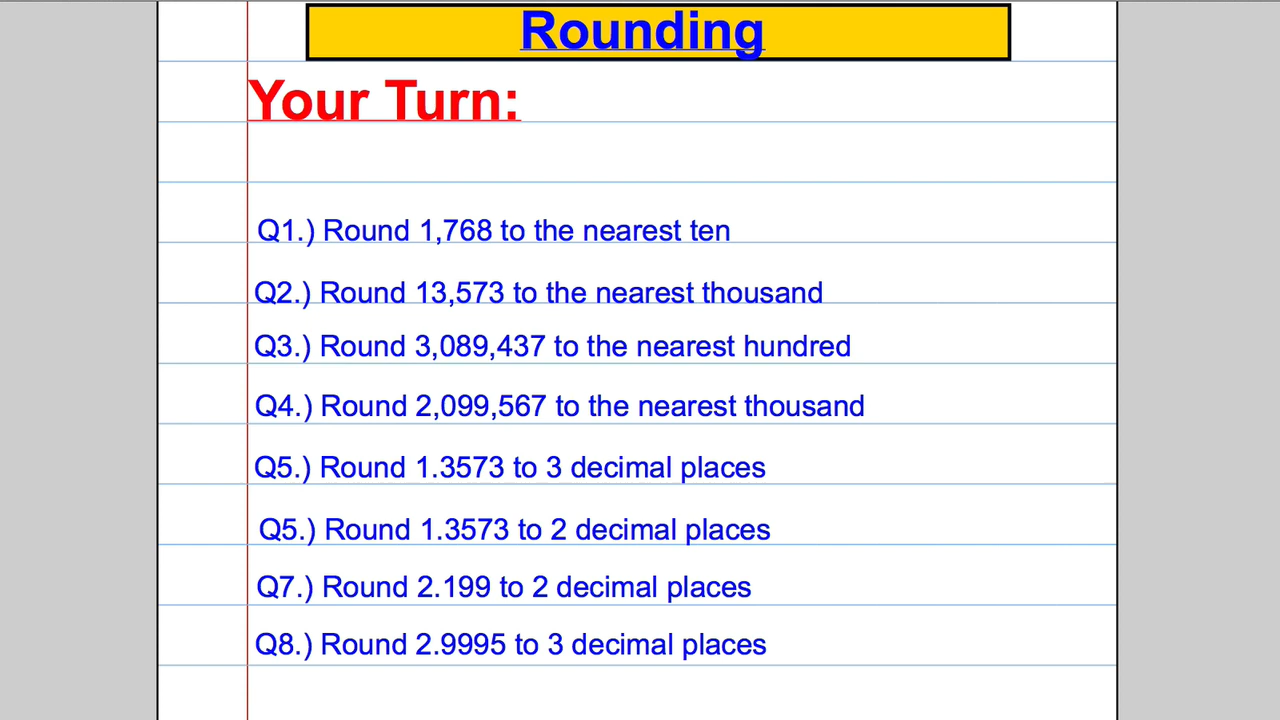 Rounding
Your Turn:
Q1.) Round 1,768 to the nearest ten
Q2.) Round 13,573 to the nearest thousand
Q3.) Round 3,089,437 to the nearest hundred
Q4.) Round 2,099,567 to the nearest thousand
Q5.) Round 1.3573 to 3 decimal places
Q5.) Round 1.3573 to 2 decimal places
Q7.) Round 2.199 to 2 decimal places
Q8.) Round 2.9995 to 3 decimal places